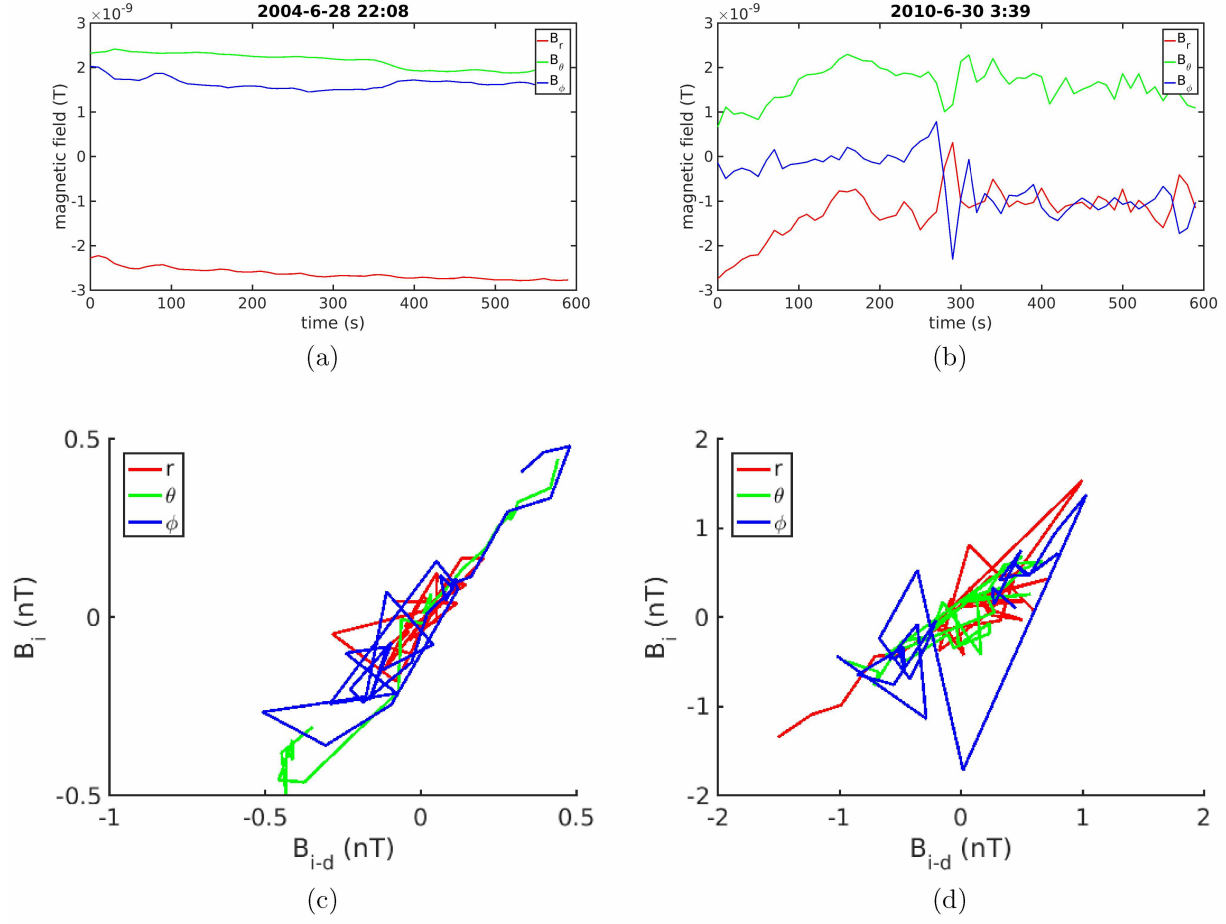 ×10⁻⁹
2004-6-28 22:08
3
2
1
0
-1
-2
-3
magnetic field (T)
B_r
B_θ
B_ϕ
0 100 200 300 400 500 600
time (s)
(a)
×10⁻⁹
2010-6-30 3:39
3
2
1
0
-1
-2
-3
magnetic field (T)
B_r
B_θ
B_ϕ
0 100 200 300 400 500 600
time (s)
(b)
0.5
0
-0.5
B_i (nT)
r
θ
ϕ
-1 -0.5 0 0.5
B_{i-d} (nT)
(c)
2
1
0
-1
-2
B_i (nT)
r
θ
ϕ
-2 -1 0 1 2
B_{i-d} (nT)
(d)